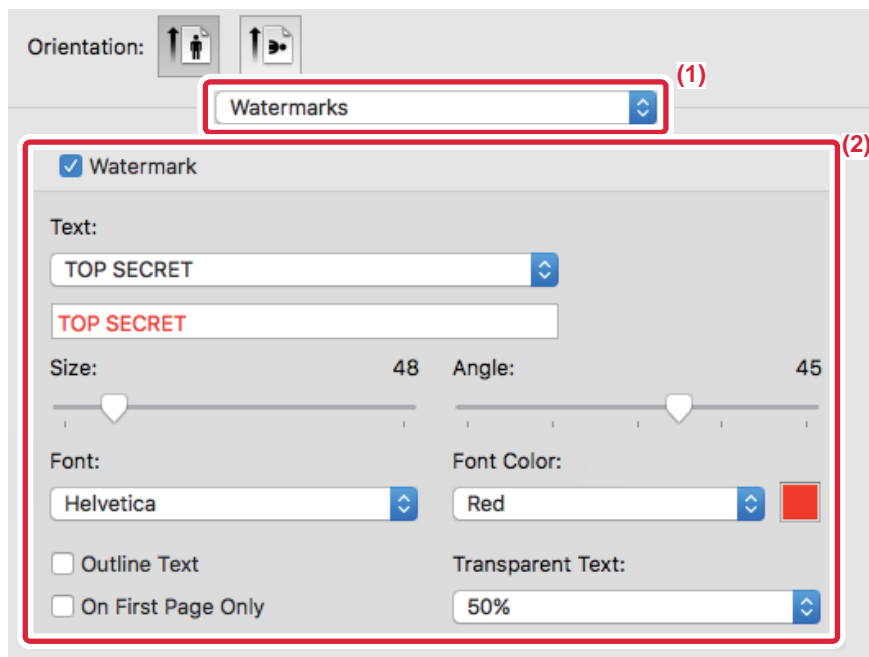 Orientation:
(1)
Watermarks
(2)
Watermark
Text:
TOP SECRET
TOP SECRET
Size: 48 Angle: 45
Font: Font Color:
Helvetica Red
Outline Text Transparent Text:
On First Page Only 50%